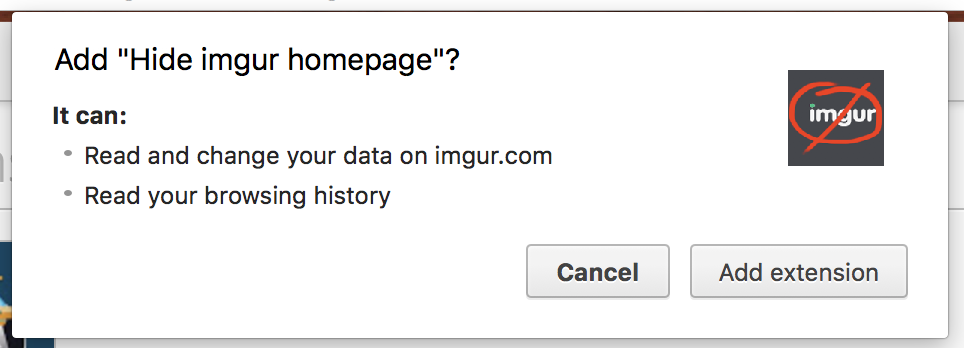 Add "Hide imgur homepage"?
imgur
It can:
Read and change your data on imgur.com
Read your browsing history
Cancel
Add extension